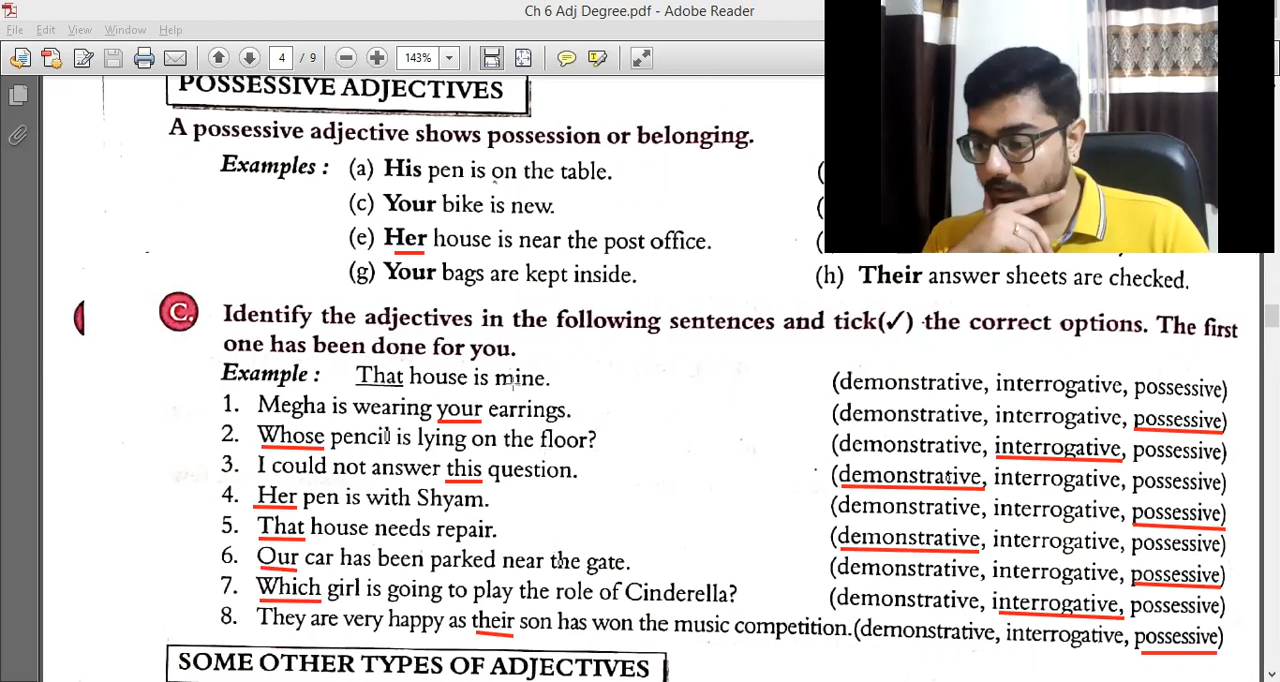 Ch 6 Adj Degree.pdf - Adobe Reader
File Edit View Window Help
4 / 9 143%
POSSESSIVE ADJECTIVES
A possessive adjective shows possession or belonging.
Examples : (a) His pen is on the table. (
(c) Your bike is new. (
(e) Her house is near the post office. (
(g) Your bags are kept inside. (h) Their answer sheets are checked.
C. Identify the adjectives in the following sentences and tick(✓) the correct options. The first
one has been done for you.
Example : That house is mine. (demonstrative, interrogative, possessive)
1. Megha is wearing your earrings. (demonstrative, interrogative, possessive)
2. Whose pencil is lying on the floor? (demonstrative, interrogative, possessive)
3. I could not answer this question. (demonstrative, interrogative, possessive)
4. Her pen is with Shyam. (demonstrative, interrogative, possessive)
5. That house needs repair. (demonstrative, interrogative, possessive)
6. Our car has been parked near the gate. (demonstrative, interrogative, possessive)
7. Which girl is going to play the role of Cinderella? (demonstrative, interrogative, possessive)
8. They are very happy as their son has won the music competition.(demonstrative, interrogative, possessive)
SOME OTHER TYPES OF ADJECTIVES